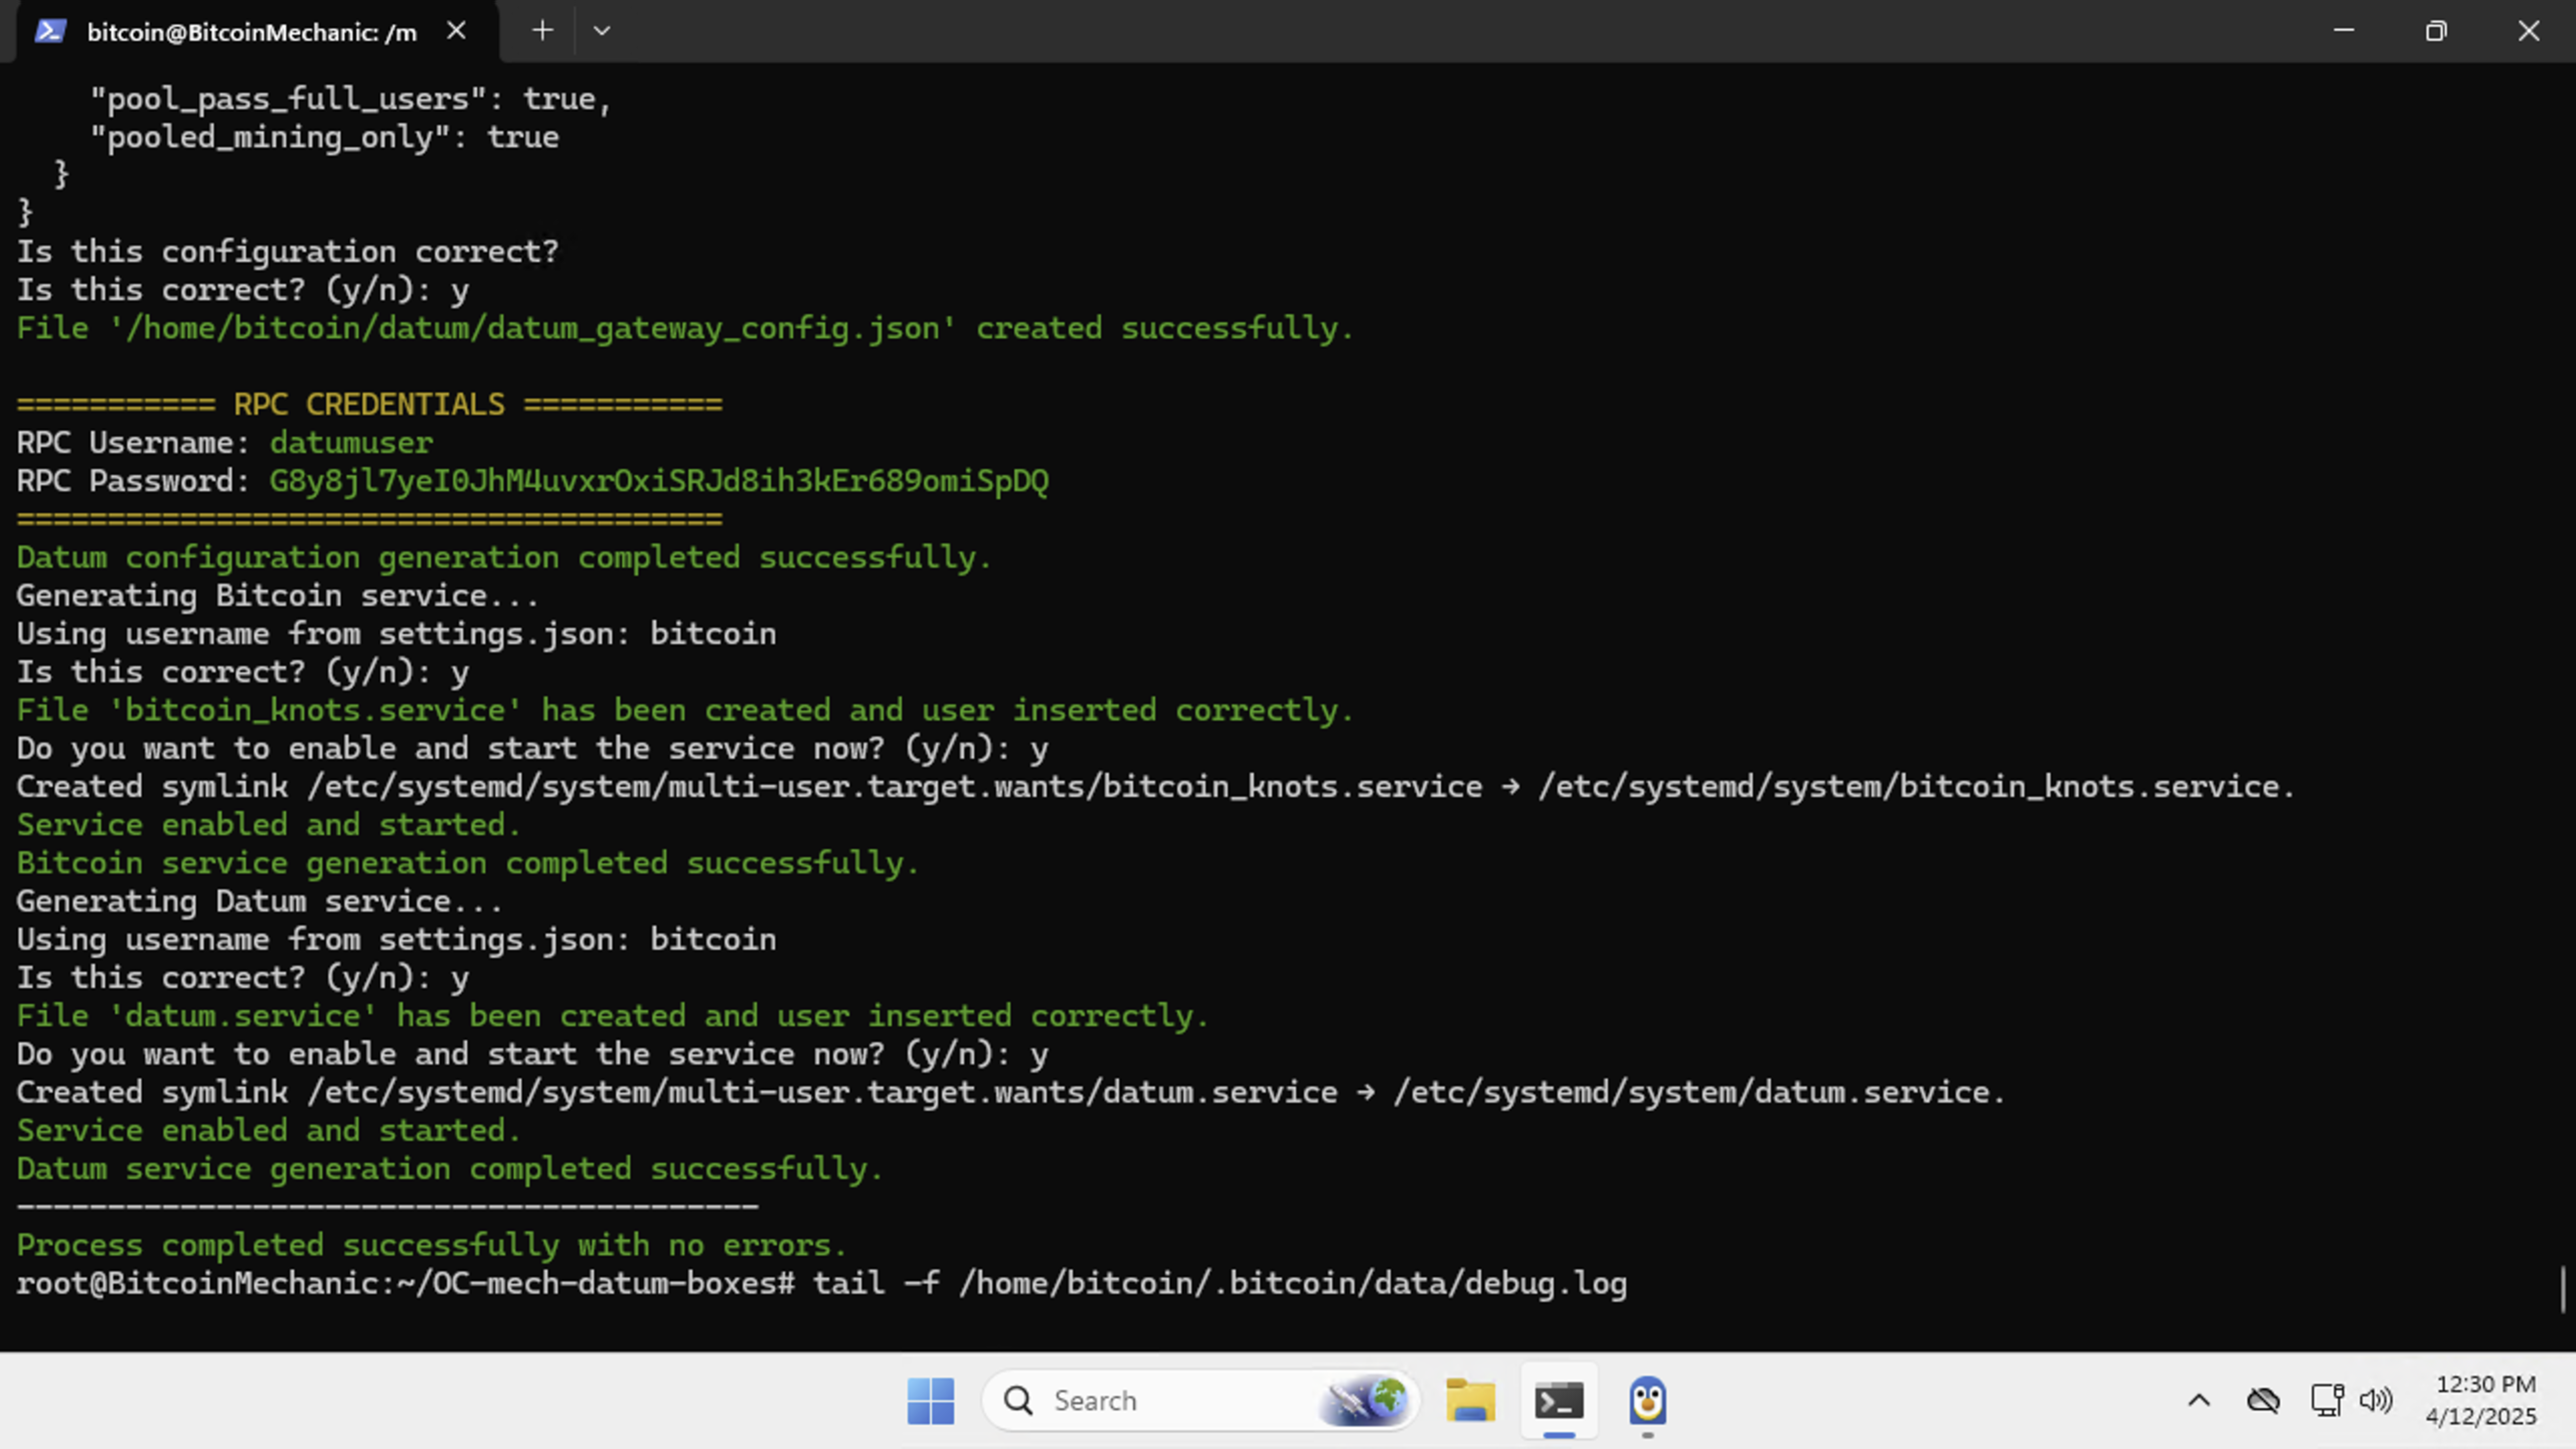 bitcoin@BitcoinMechanic: /m
"pool_pass_full_users": true,
"pooled_mining_only": true
}
}
Is this configuration correct?
Is this correct? (y/n): y
File '/home/bitcoin/datum/datum_gateway_config.json' created successfully.
=========== RPC CREDENTIALS ===========
RPC Username: datumuser
RPC Password: G8y8jl7yeI0JhM4uvxrOxiSRJd8ih3kEr689omiSpDQ
=======================================
Datum configuration generation completed successfully.
Generating Bitcoin service...
Using username from settings.json: bitcoin
Is this correct? (y/n): y
File 'bitcoin_knots.service' has been created and user inserted correctly.
Do you want to enable and start the service now? (y/n): y
Created symlink /etc/systemd/system/multi-user.target.wants/bitcoin_knots.service → /etc/systemd/system/bitcoin_knots.service.
Service enabled and started.
Bitcoin service generation completed successfully.
Generating Datum service...
Using username from settings.json: bitcoin
Is this correct? (y/n): y
File 'datum.service' has been created and user inserted correctly.
Do you want to enable and start the service now? (y/n): y
Created symlink /etc/systemd/system/multi-user.target.wants/datum.service → /etc/systemd/system/datum.service.
Service enabled and started.
Datum service generation completed successfully.
-----------------------------------------
Process completed successfully with no errors.
root@BitcoinMechanic:~/OC-mech-datum-boxes# tail -f /home/bitcoin/.bitcoin/data/debug.log
Search
12:30 PM
4/12/2025